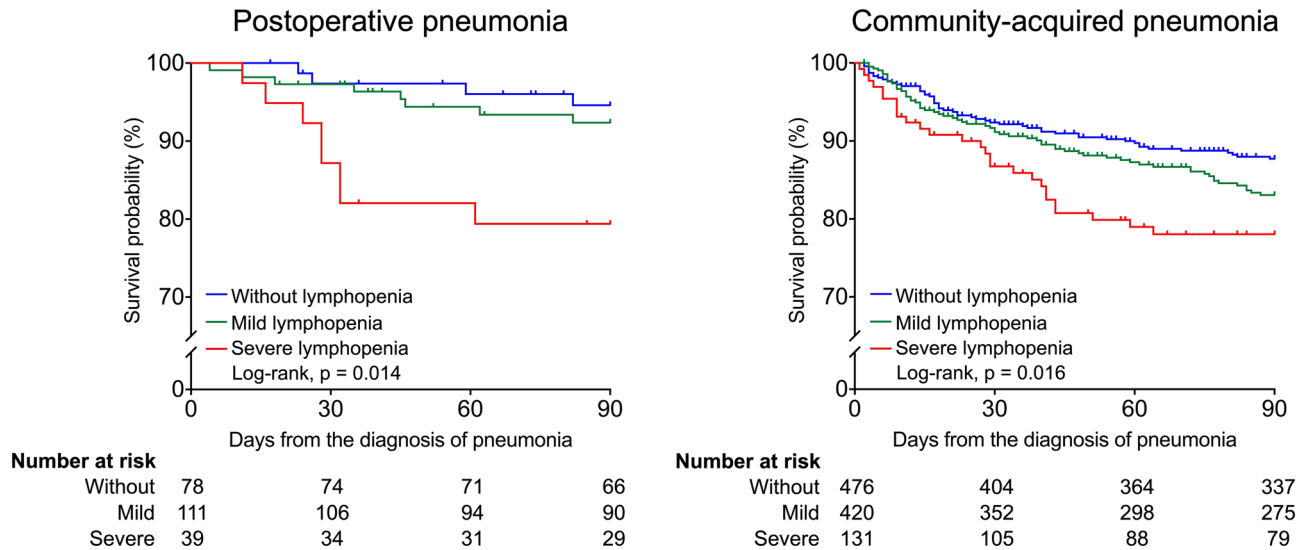 Postoperative pneumonia
100
90
80
70
0
Survival probability (%)
Without lymphopenia
Mild lymphopenia
Severe lymphopenia
Log-rank, p = 0.014
0 30 60 90
Days from the diagnosis of pneumonia
Number at risk
Without 78 74 71 66
Mild 111 106 94 90
Severe 39 34 31 29
Community-acquired pneumonia
100
90
80
70
0
Survival probability (%)
Without lymphopenia
Mild lymphopenia
Severe lymphopenia
Log-rank, p = 0.016
0 30 60 90
Days from the diagnosis of pneumonia
Number at risk
Without 476 404 364 337
Mild 420 352 298 275
Severe 131 105 88 79